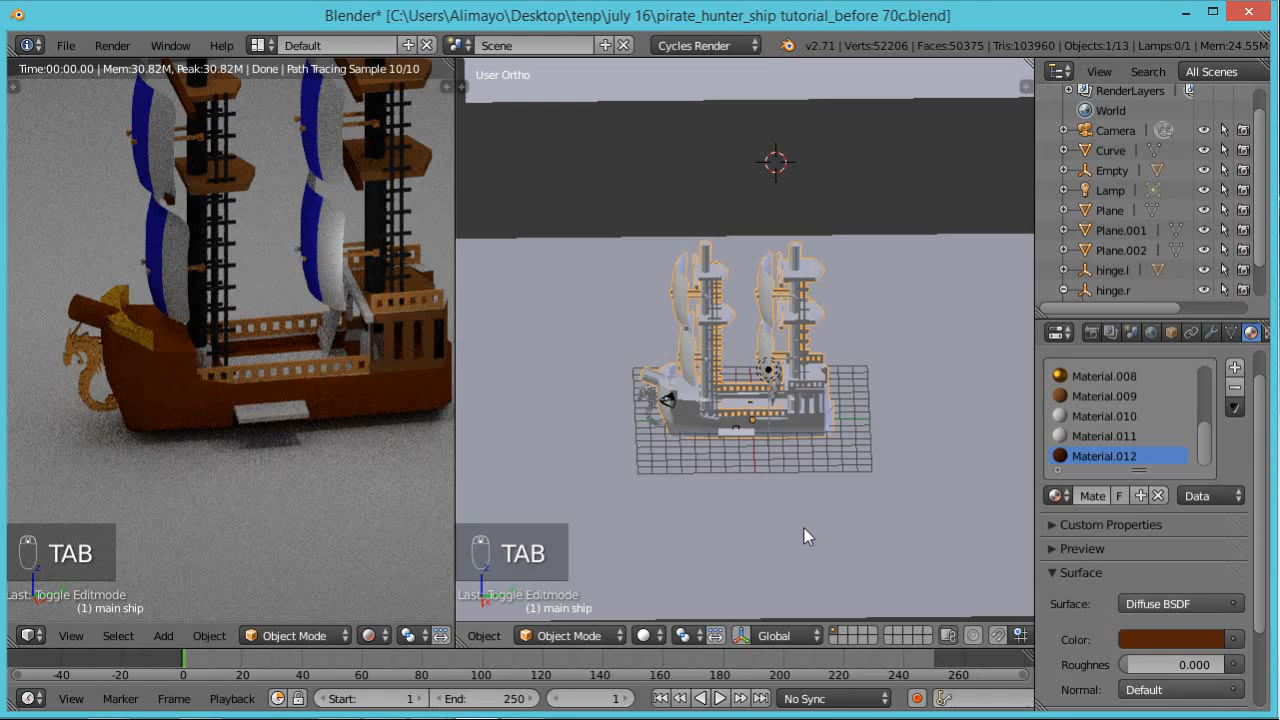 Blender* [C:\Users\Alimayo\Desktop\tenp\july 16\pirate_hunter_ship tutorial_before 70c.blend]
File Render Window Help Default Scene Cycles Render v2.71 | Verts:52206 | Faces:50375 | Tris:103960 | Objects:1/13 | Lamps:0/1 | Mem:24.55M
Time:00:00.00 | Mem:30.82M, Peak:30.82M | Done | Path Tracing Sample 10/10
User Ortho
View Search All Scenes
RenderLayers
World
Camera
Curve
Empty
Lamp
Plane
Plane.001
Plane.002
hinge.l
hinge.r
Material.008
Material.009
Material.010
Material.011
Material.012
Mate F Data
Custom Properties
Preview
Surface
Surface: Diffuse BSDF
Color:
Roughnes 0.000
Normal: Default
TAB
TAB
Last: Toggle Editmode
(1) main ship
Last: Toggle Editmode
(1) main ship
View Select Add Object Object Mode
Object Object Mode Global
-40 -20 0 20 40 60 80 100 120 140 160 180 200 220 240 260
View Marker Frame Playback Start: 1 End: 250 1 No Sync